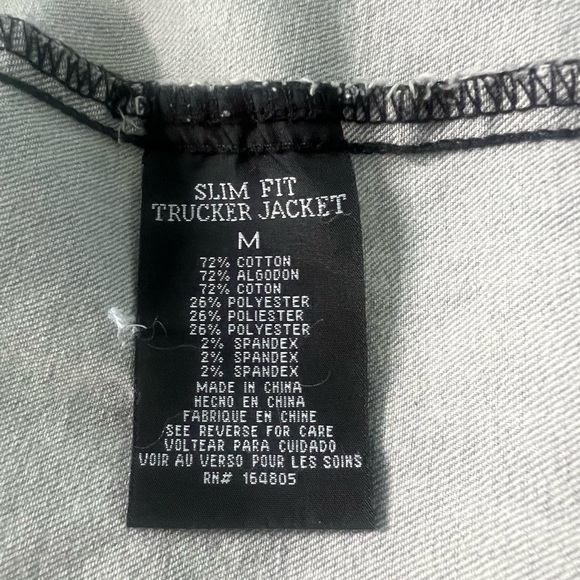 SLIM FIT
TRUCKER JACKET
M
72% COTTON
72% ALGODON
72% COTON
26% POLYESTER
26% POLIESTER
26% POLYESTER
2% SPANDEX
2% SPANDEX
2% SPANDEX
MADE IN CHINA
HECNO EN CHINA
FABRIQUE EN CHINE
SEE REVERSE FOR CARE
VOLTEAR PARA CUIDADO
VOIR AU VERSO POUR LES SOINS
RN# 164805